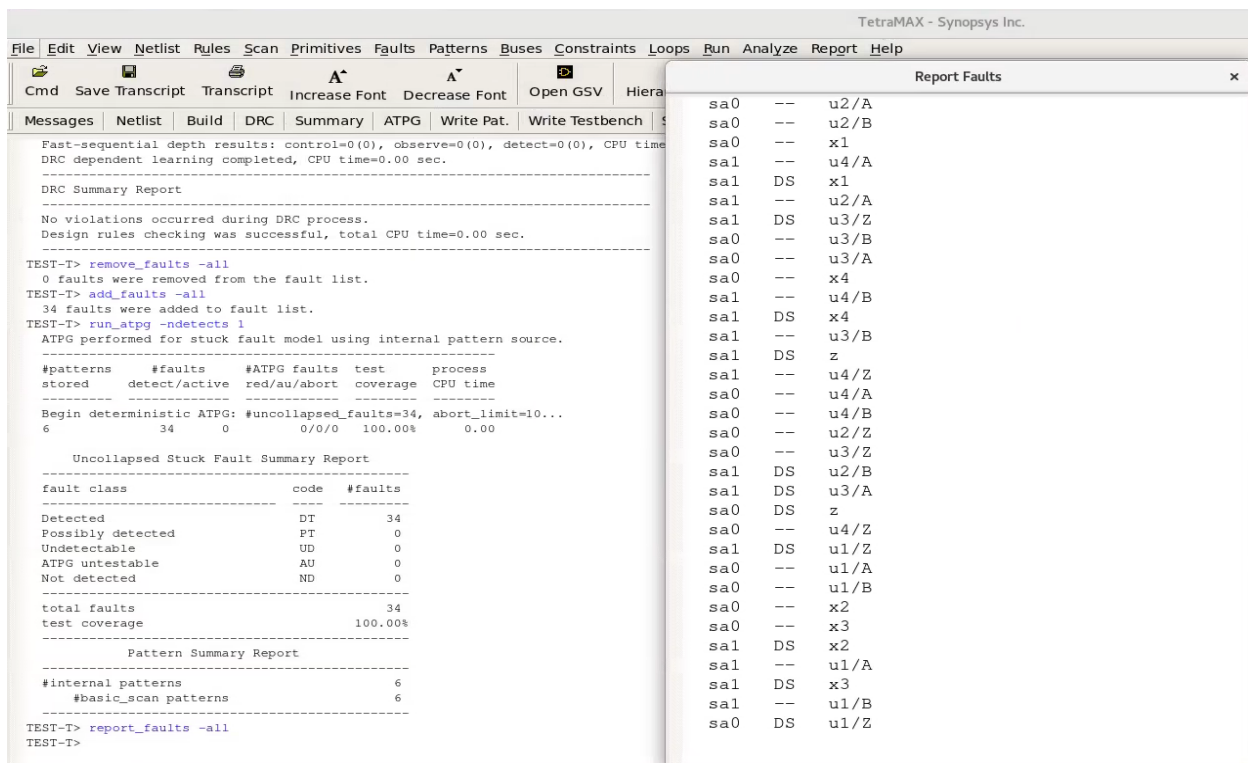 TetraMAX - Synopsys Inc.
File Edit View Netlist Rules Scan Primitives Faults Patterns Buses Constraints Loops Run Analyze Report Help
Cmd Save Transcript Transcript Increase Font Decrease Font Open GSV Hiera
Messages Netlist Build DRC Summary ATPG Write Pat. Write Testbench
Fast-sequential depth results: control=0(0), observe=0(0), detect=0(0), CPU time
DRC dependent learning completed, CPU time=0.00 sec.
DRC Summary Report
No violations occurred during DRC process.
Design rules checking was successful, total CPU time=0.00 sec.
TEST-T> remove_faults -all
0 faults were removed from the fault list.
TEST-T> add_faults -all
34 faults were added to fault list.
TEST-T> run_atpg -ndetects 1
ATPG performed for stuck fault model using internal pattern source.
#patterns #faults #ATPG faults test process
stored detect/active red/au/abort coverage CPU time
Begin deterministic ATPG: #uncollapsed_faults=34, abort_limit=10...
6 34 0 0/0/0 100.00% 0.00
Uncollapsed Stuck Fault Summary Report
fault class code #faults
Detected DT 34
Possibly detected PT 0
Undetectable UD 0
ATPG untestable AU 0
Not detected ND 0
total faults 34
test coverage 100.00%
Pattern Summary Report
#internal patterns 6
#basic_scan patterns 6
TEST-T> report_faults -all
TEST-T>
Report Faults ×
sa0 -- u2/A
sa0 -- u2/B
sa0 -- x1
sa1 -- u4/A
sa1 DS x1
sa1 -- u2/A
sa1 DS u3/Z
sa0 -- u3/B
sa0 -- u3/A
sa0 -- x4
sa1 -- u4/B
sa1 DS x4
sa1 -- u3/B
sa1 DS z
sa1 -- u4/Z
sa0 -- u4/A
sa0 -- u4/B
sa0 -- u2/Z
sa0 -- u3/Z
sa1 DS u2/B
sa1 DS u3/A
sa0 DS z
sa0 -- u4/Z
sa1 DS u1/Z
sa0 -- u1/A
sa0 -- u1/B
sa0 -- x2
sa0 -- x3
sa1 DS x2
sa1 -- u1/A
sa1 DS x3
sa1 -- u1/B
sa0 DS u1/Z